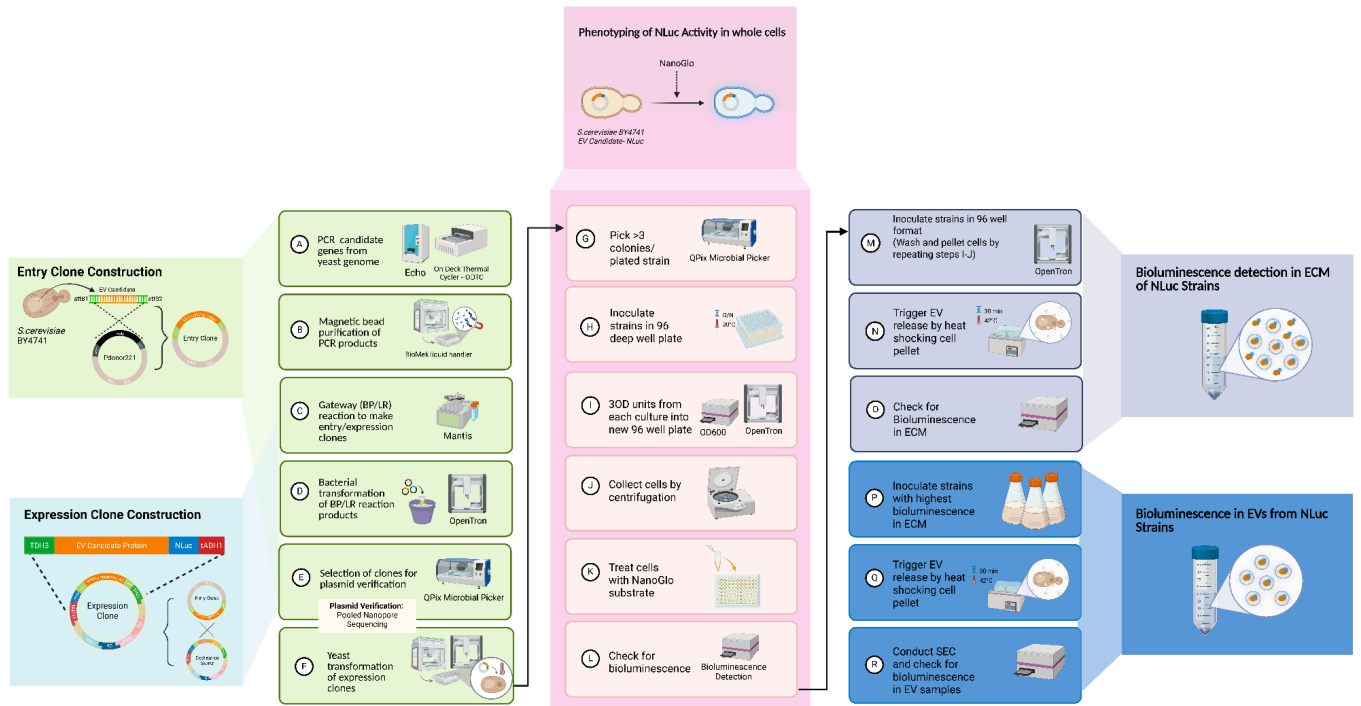 Phenotyping of NLuc Activity in whole cells
NanoGlo
S.cerevisiae BY4741
EV Candidate- NLuc
Entry Clone Construction
EV Candidate
attB1
attB2
S.cerevisiae
BY4741
Pdonor221
Entry Clone
Expression Clone Construction
TDH3
EV Candidate Protein
NLuc
tADH1
Expression
Clone
Entry Clone
Destination
A
PCR candidate
genes from
yeast genome
Echo
On Deck Thermal
Cycler - ODTC
B
Magnetic bead
purification of
PCR products
BioMek liquid handler
C
Gateway (BP/LR)
reaction to make
entry/expression
clones
Mantis
D
Bacterial
transformation
of BP/LR reaction
products
OpenTron
E
Selection of clones for
plasmid verification
QPix Microbial Picker
Plasmid Verification:
Pooled Nanopore
Sequencing
F
Yeast
transformation
of expression
clones
G
Pick >3
colonies/
plated strain
QPix Microbial Picker
H
Inoculate
strains in 96
deep well plate
O/N
30°C
I
3OD units from
each culture into
new 96 well plate
OD600
OpenTron
J
Collect cells by
centrifugation
K
Treat cells
with NanoGlo
substrate
L
Check for
bioluminescence
Bioluminescence
Detection
M
Inoculate strains in 96 well
format
(Wash and pellet cells by
repeating steps I-J)
OpenTron
N
Trigger EV
release by heat
shocking cell
pellet
30 min
42°C
O
Check for
Bioluminescence
in ECM
P
Inoculate strains
with highest
bioluminescence
in ECM
Q
Trigger EV
release by heat
shocking cell
pellet
30 min
42°C
R
Conduct SEC
and check for
bioluminescence
in EV samples
Bioluminescence detection in ECM
of NLuc Strains
Bioluminescence in EVs from NLuc
Strains